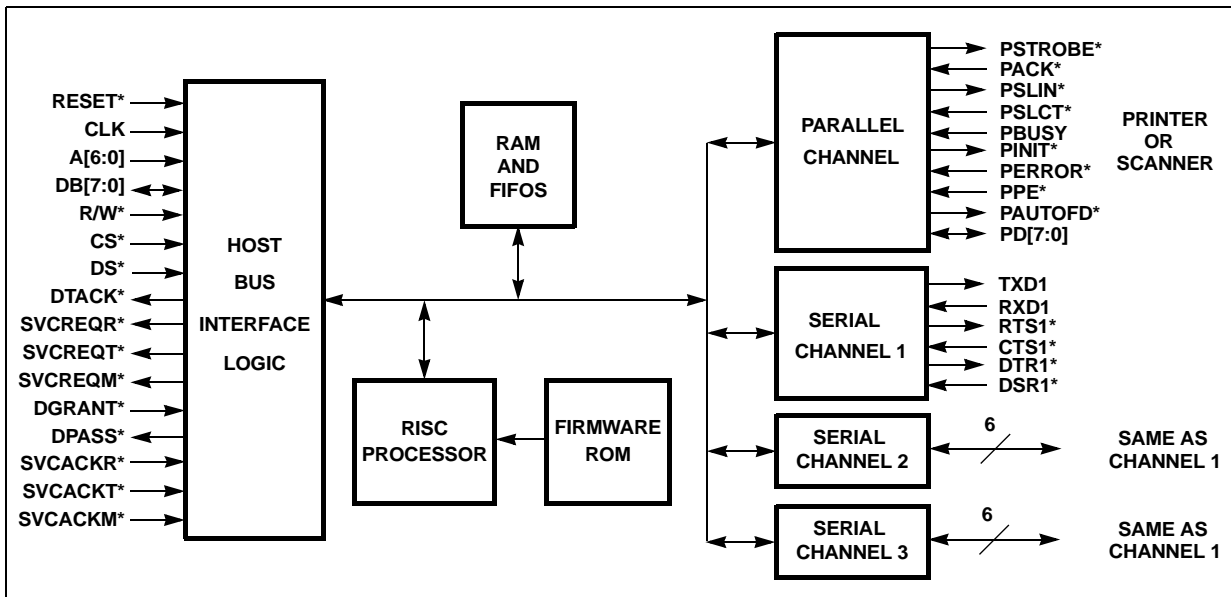 RESET*
CLK
A[6:0]
DB[7:0]
R/W*
CS*
DS*
DTACK*
SVCREQR*
SVCREQT*
SVCREQM*
DGRANT*
DPASS*
SVCACKR*
SVCACKT*
SVCACKM*
HOST
BUS
INTERFACE
LOGIC
RAM
AND
FIFOS
RISC
PROCESSOR
FIRMWARE
ROM
PARALLEL
CHANNEL
PSTROBE*
PACK*
PSLIN*
PSLCT*
PBUSY
PINIT*
PERROR*
PPE*
PAUTOFD*
PD[7:0]
PRINTER
OR
SCANNER
SERIAL
CHANNEL 1
TXD1
RXD1
RTS1*
CTS1*
DTR1*
DSR1*
SERIAL
CHANNEL 2
6
SAME AS
CHANNEL 1
SERIAL
CHANNEL 3
6
SAME AS
CHANNEL 1